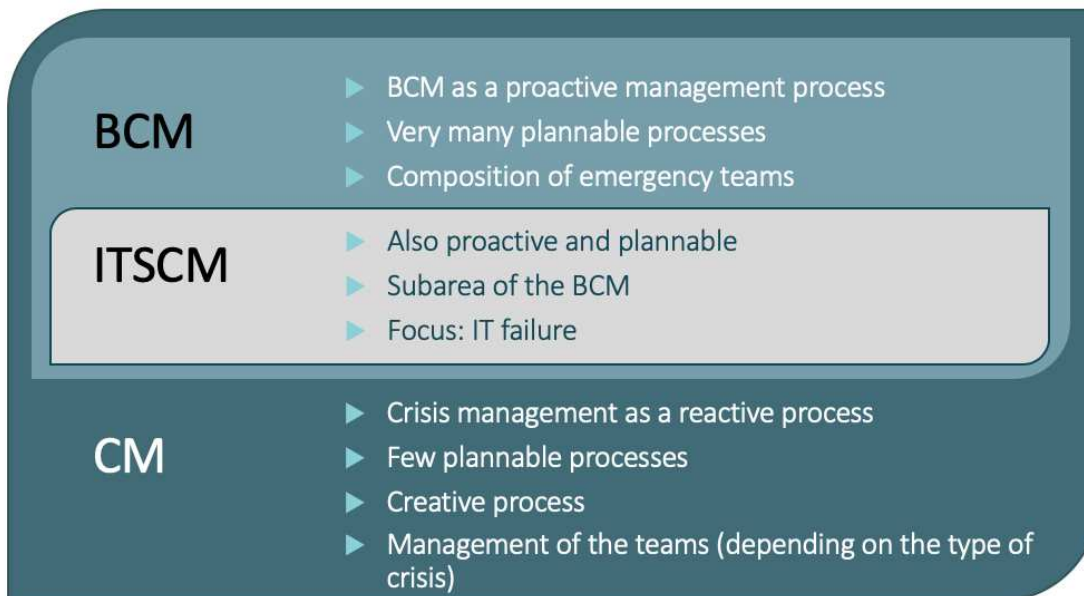 BCM
BCM as a proactive management process
Very many plannable processes
Composition of emergency teams
ITSCM
Also proactive and plannable
Subarea of the BCM
Focus: IT failure
CM
Crisis management as a reactive process
Few plannable processes
Creative process
Management of the teams (depending on the type of
crisis)